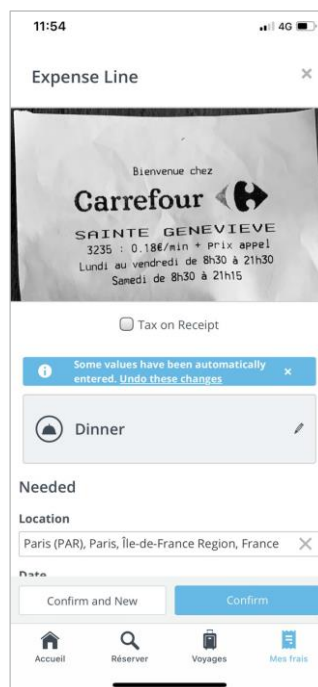 11:54
4G
Expense Line
Bienvenue chez
Carrefour
SAINTE GENEVIEVE
3235 : 0.18€/min + prix appel
Lundi au vendredi de 8h30 à 21h30
Samedi de 8h30 à 21h15
Tax on Receipt
Some values have been automatically
entered. Undo these changes
Dinner
Needed
Location
Paris (PAR), Paris, Île-de-France Region, France
Date
Confirm and New
Confirm
Accueil
Réserver
Voyages
Mes frais